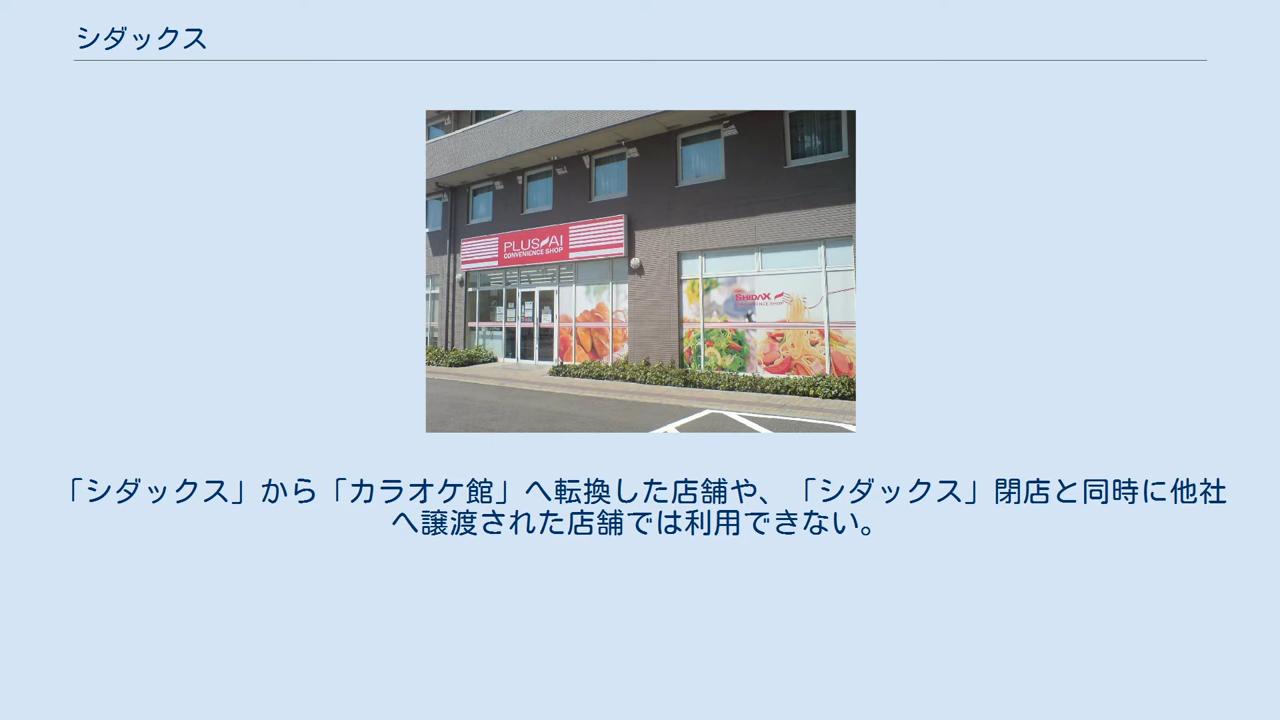 シダックス
PLUS AI
CONVENIENCE SHOP
SHIDAX
「シダックス」から「カラオケ館」へ転換した店舗や、「シダックス」閉店と同時に他社
へ譲渡された店舗では利用できない。